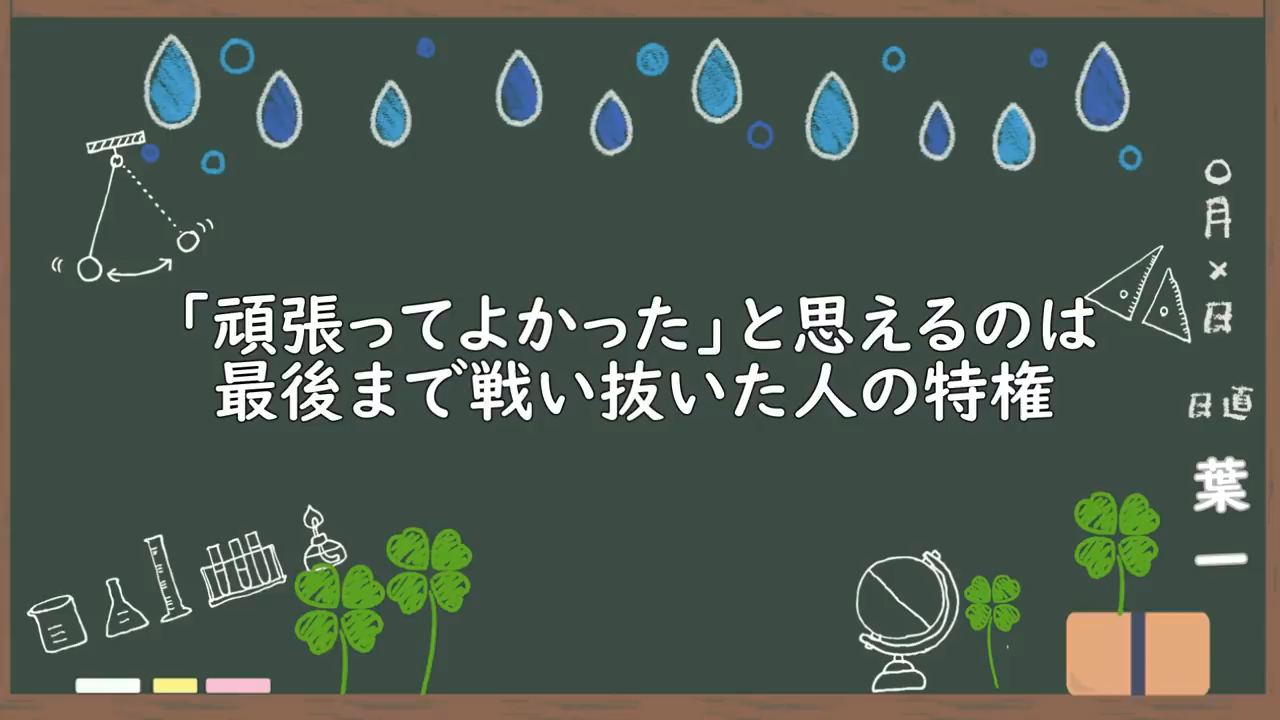 「頑張ってよかった」と思えるのは
最後まで戦い抜いた人の特権
○月×日
日直
葉一